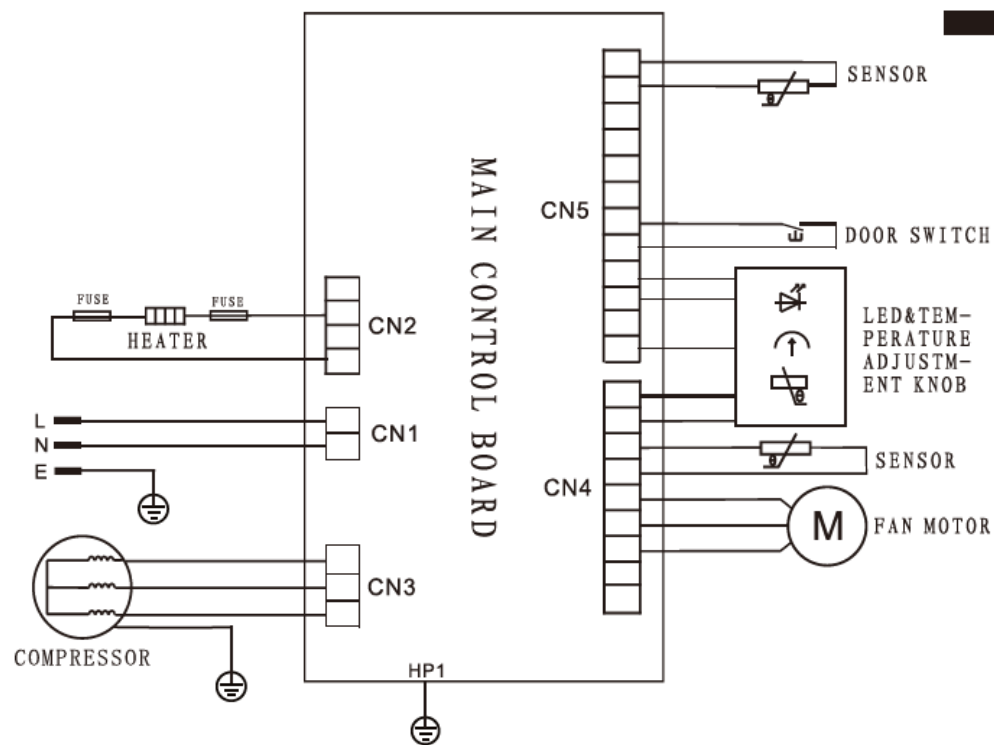 SENSOR
MAIN CONTROL BOARD
CN5
DOOR SWITCH
FUSE
FUSE
HEATER
CN2
LED&TEM-
PERATURE
ADJUSTM-
ENT KNOB
L
N
E
CN1
SENSOR
CN4
M
FAN MOTOR
CN3
COMPRESSOR
HP1
θ
θ
θ